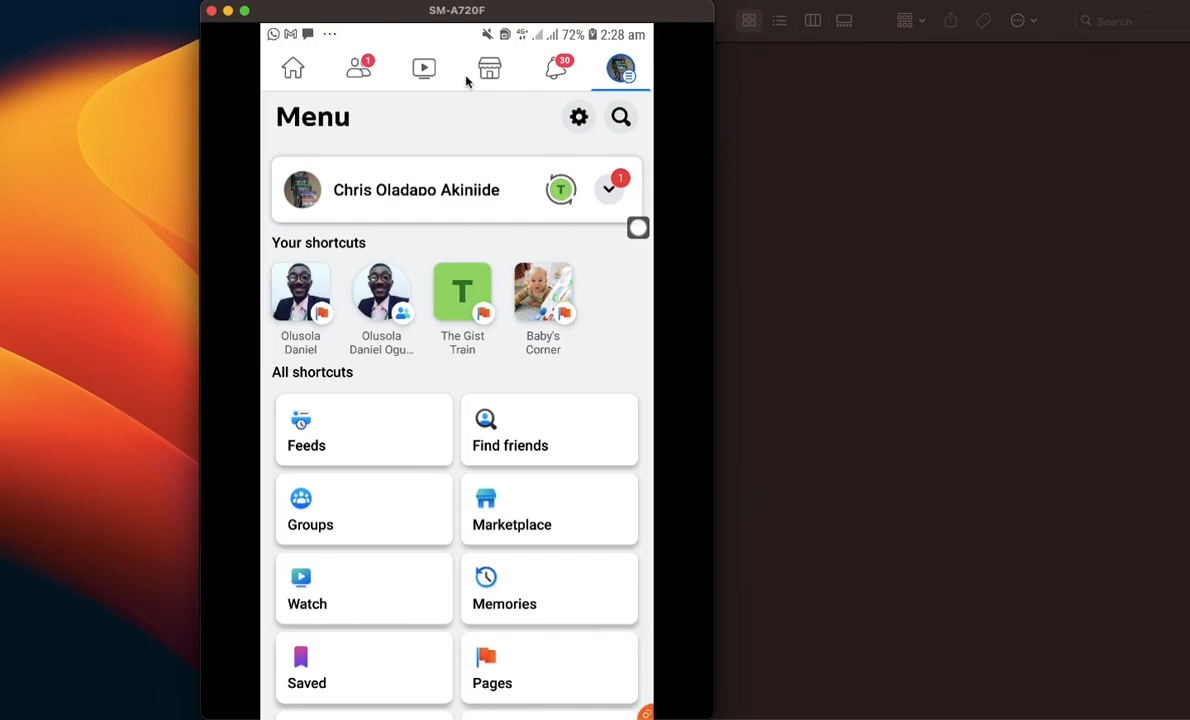 SM-A720F
72% 2:28 am
1
30
Search
Menu
Chris Oladapo Akinjide
T
1
Your shortcuts
T
Olusola
Daniel
Olusola
Daniel Ogu...
The Gist
Train
Baby's
Corner
All shortcuts
Feeds
Find friends
Groups
Marketplace
Watch
Memories
Saved
Pages